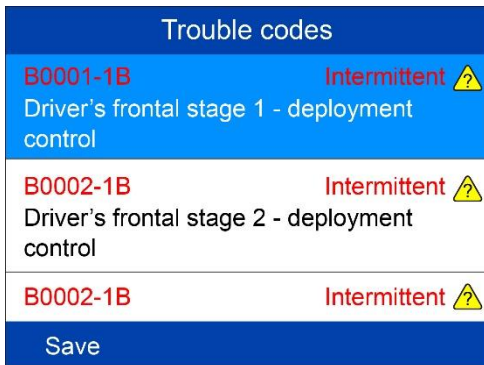 Trouble codes
B0001-1B Intermittent ?
Driver's frontal stage 1 - deployment
control
B0002-1B Intermittent ?
Driver's frontal stage 2 - deployment
control
B0002-1B Intermittent ?
Save